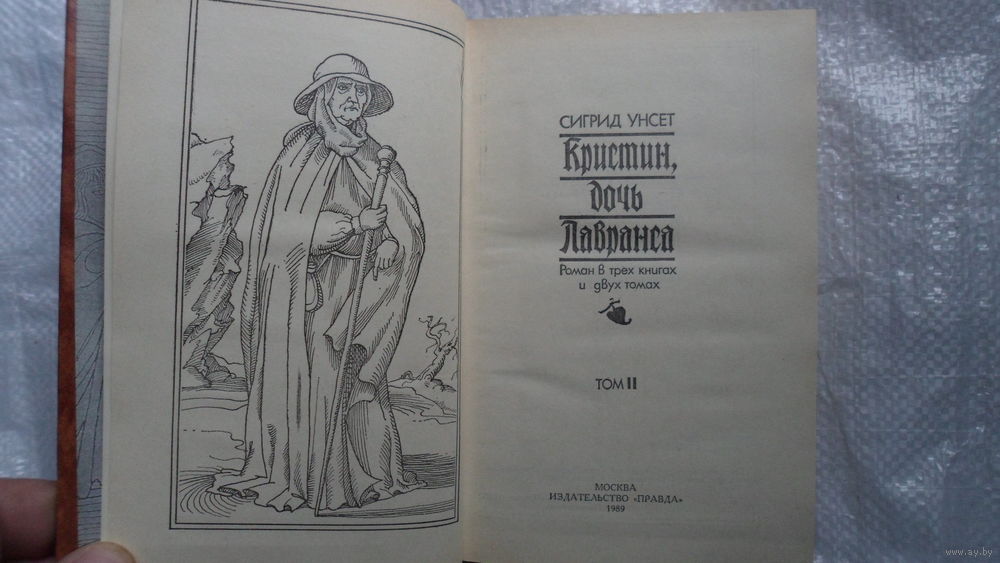 СИГРИД УНСЕТ
Кристин,
дочь
Лавранса
Роман в трех книгах
и двух томах
ТОМ II
МОСКВА
ИЗДАТЕЛЬСТВО «ПРАВДА»
1989
www.ay.by